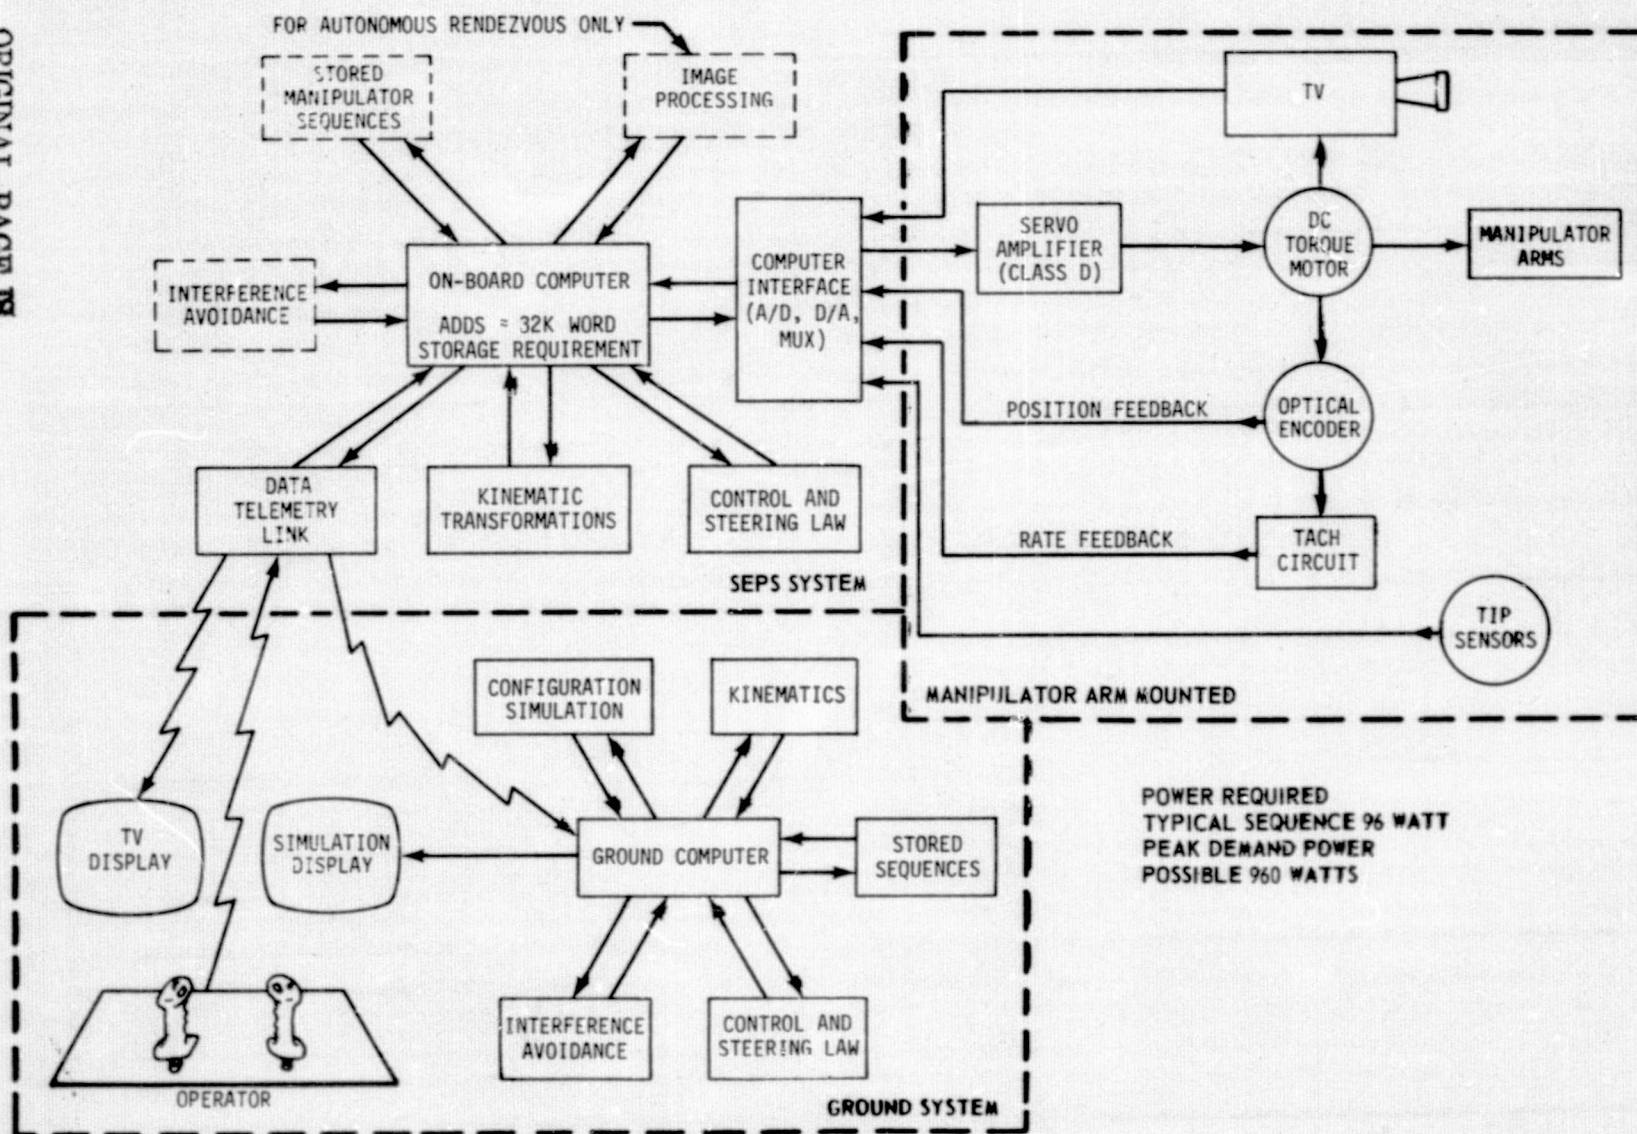 ORIGINAL PAGE IS
FOR AUTONOMOUS RENDEZVOUS ONLY
STORED
MANIPULATOR
SEQUENCES
IMAGE
PROCESSING
TV
INTERFERENCE
AVOIDANCE
ON-BOARD COMPUTER
ADDS ≈ 32K WORD
STORAGE REQUIREMENT
COMPUTER
INTERFACE
(A/D, D/A,
MUX)
SERVO
AMPLIFIER
(CLASS D)
DC
TORQUE
MOTOR
MANIPULATOR
ARMS
POSITION FEEDBACK
OPTICAL
ENCODER
DATA
TELEMETRY
LINK
KINEMATIC
TRANSFORMATIONS
CONTROL AND
STEERING LAW
RATE FEEDBACK
TACH
CIRCUIT
SEPS SYSTEM
TIP
SENSORS
MANIPULATOR ARM MOUNTED
CONFIGURATION
SIMULATION
KINEMATICS
TV
DISPLAY
SIMULATION
DISPLAY
GROUND COMPUTER
STORED
SEQUENCES
POWER REQUIRED
TYPICAL SEQUENCE 96 WATT
PEAK DEMAND POWER
POSSIBLE 960 WATTS
INTERFERENCE
AVOIDANCE
CONTROL AND
STEERING LAW
OPERATOR
GROUND SYSTEM